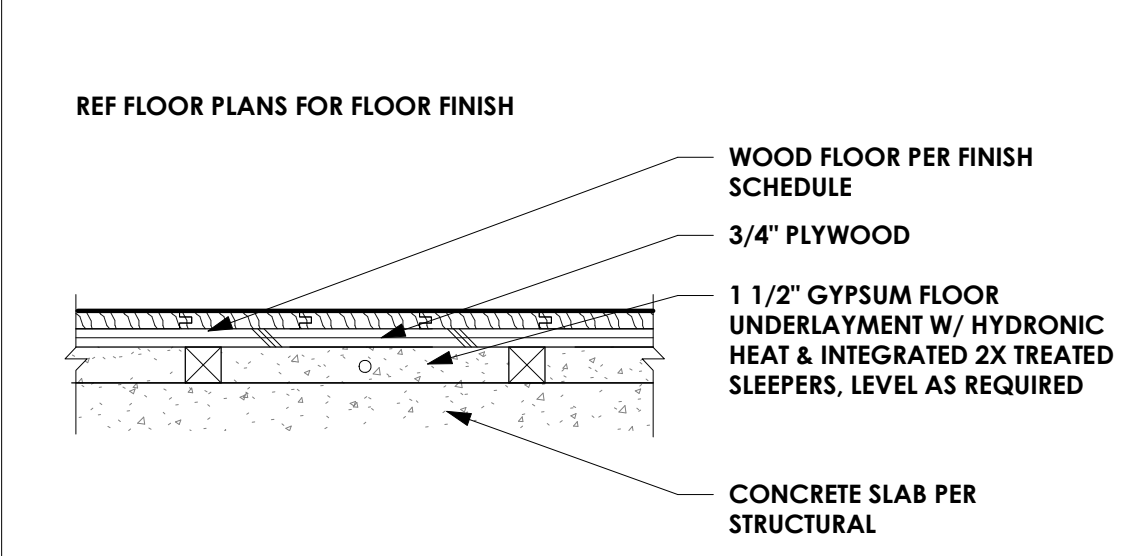 REF FLOOR PLANS FOR FLOOR FINISH
WOOD FLOOR PER FINISH
SCHEDULE
3/4" PLYWOOD
1 1/2" GYPSUM FLOOR
UNDERLAYMENT W/ HYDRONIC
HEAT & INTEGRATED 2X TREATED
SLEEPERS, LEVEL AS REQUIRED
CONCRETE SLAB PER
STRUCTURAL